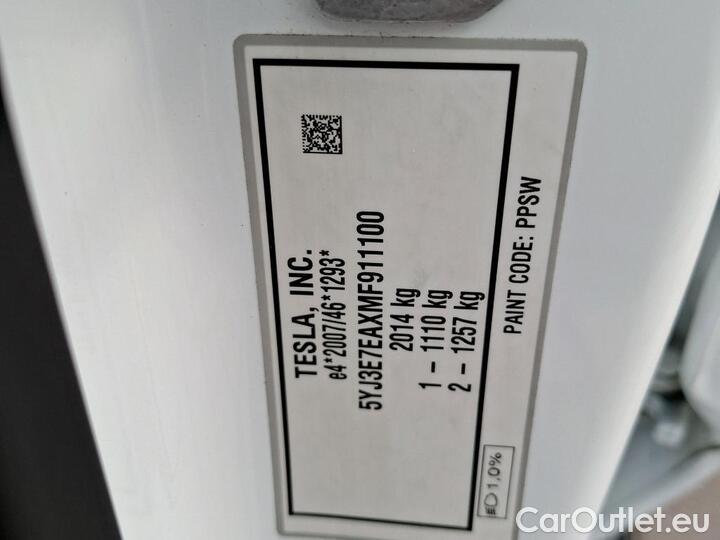 TESLA, INC.
e4*2007/46*1293*
5YJ3E7EAXMF911100
2014 kg
1 - 1110 kg
2 - 1257 kg
PAINT CODE: PPSW
1,0%
CarOutlet.eu